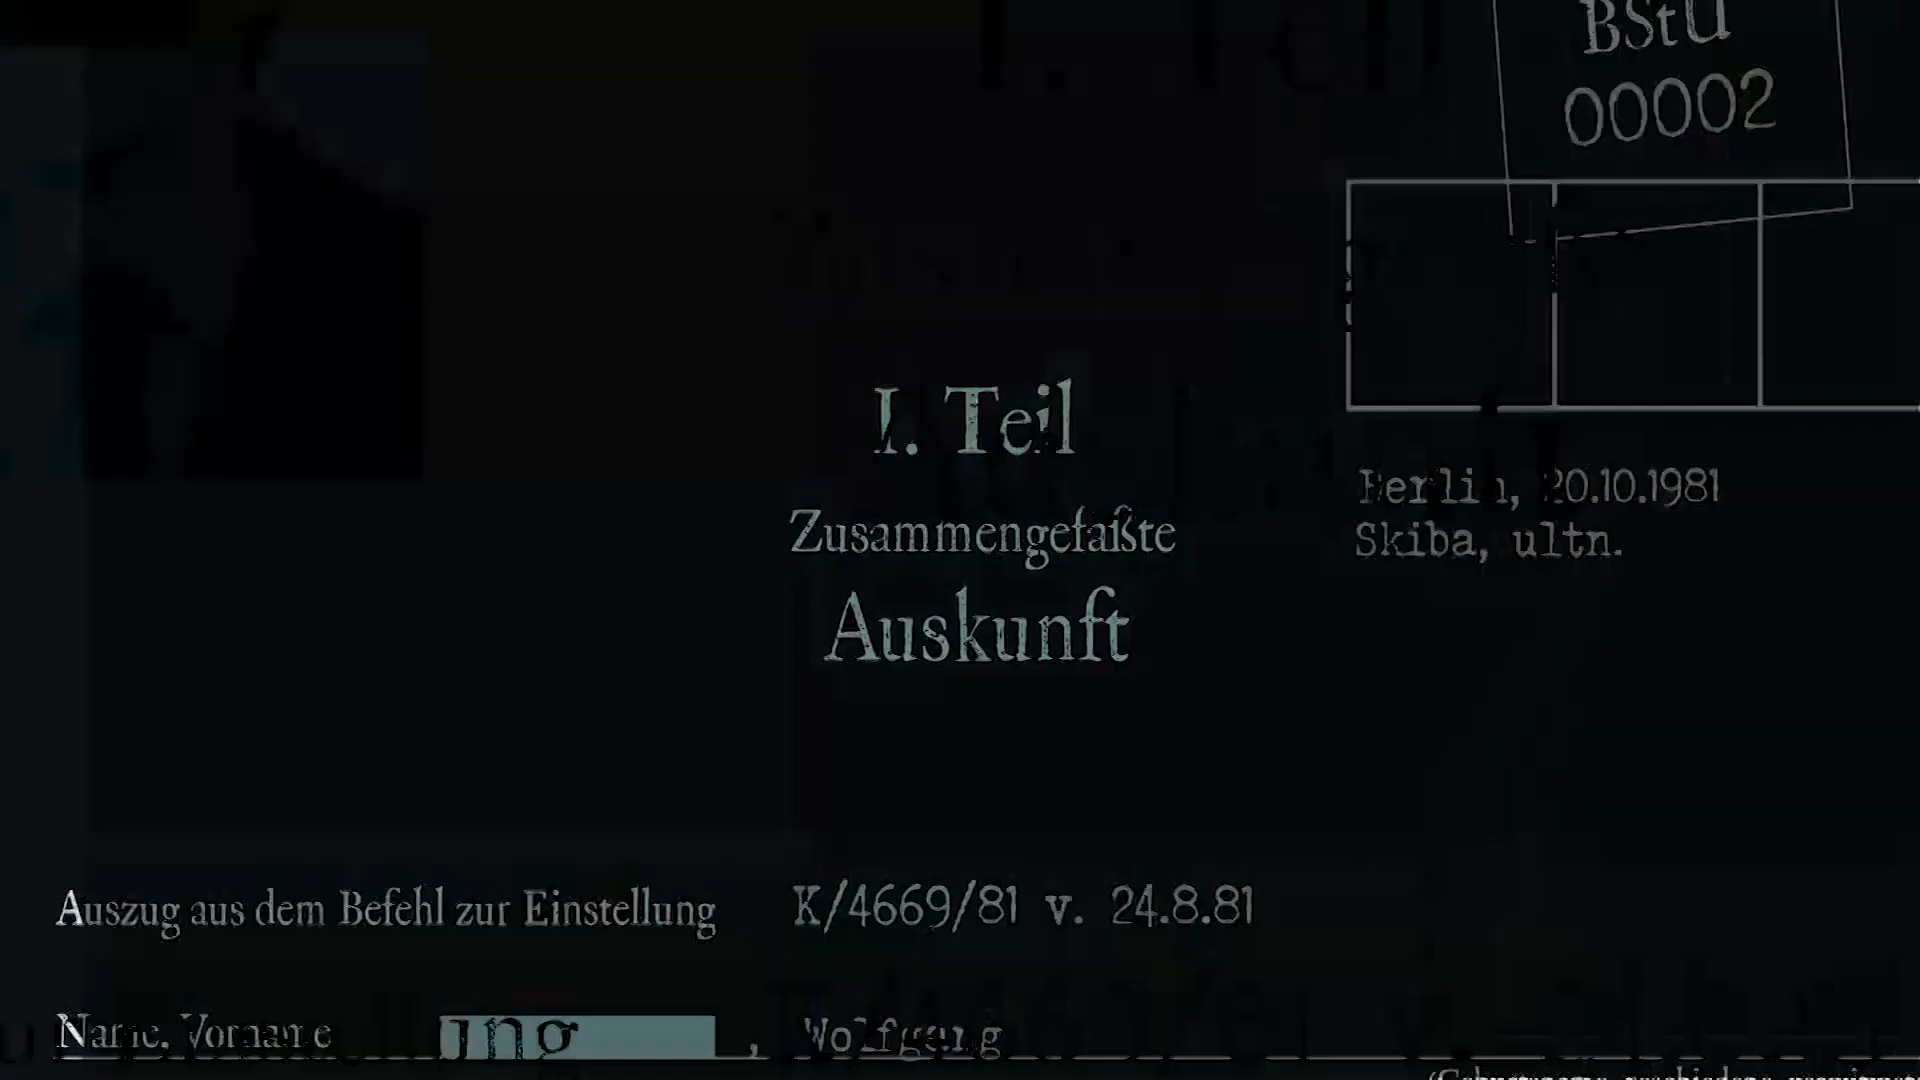 BStU
00002
I. Teil
Zusammengefaßte
Auskunft
Berlin, 20.10.1981
Skiba, ultn.
Auszug aus dem Befehl zur Einstellung K/4669/81 v. 24.8.81
Name, Vorname , Wolfgang